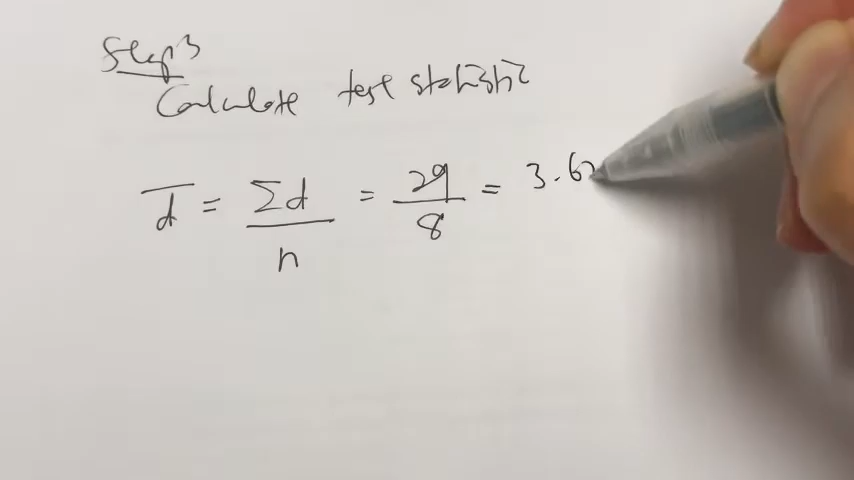 Step 3
Calculate test statistic
d̅ = Σd / n = 29 / 8 = 3.62